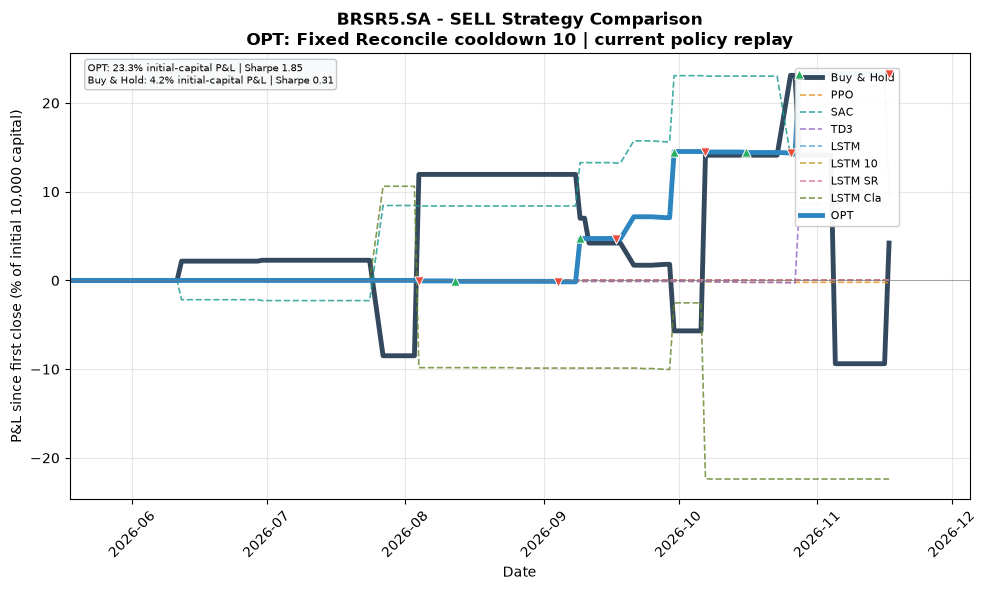 BRSR5.SA - SELL Strategy Comparison
OPT: Fixed Reconcile cooldown 10 | current policy replay
OPT: 23.3% initial-capital P&L | Sharpe 1.85
Buy & Hold: 4.2% initial-capital P&L | Sharpe 0.31
Buy & Hold
PPO
SAC
TD3
LSTM
LSTM 10
LSTM SR
LSTM Cla
OPT
P&L since first close (% of initial 10,000 capital)
20
10
0
−10
−20
2026-06
2026-07
2026-08
2026-09
2026-10
2026-11
2026-12
Date